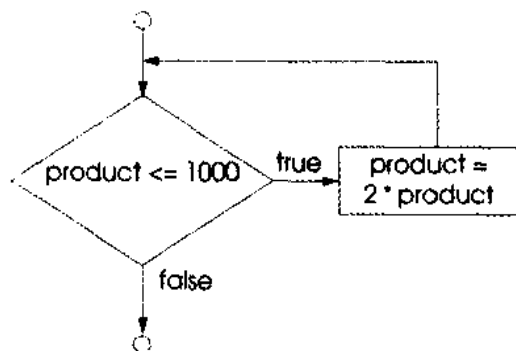 product <= 1000
true
product =
2 * product
false